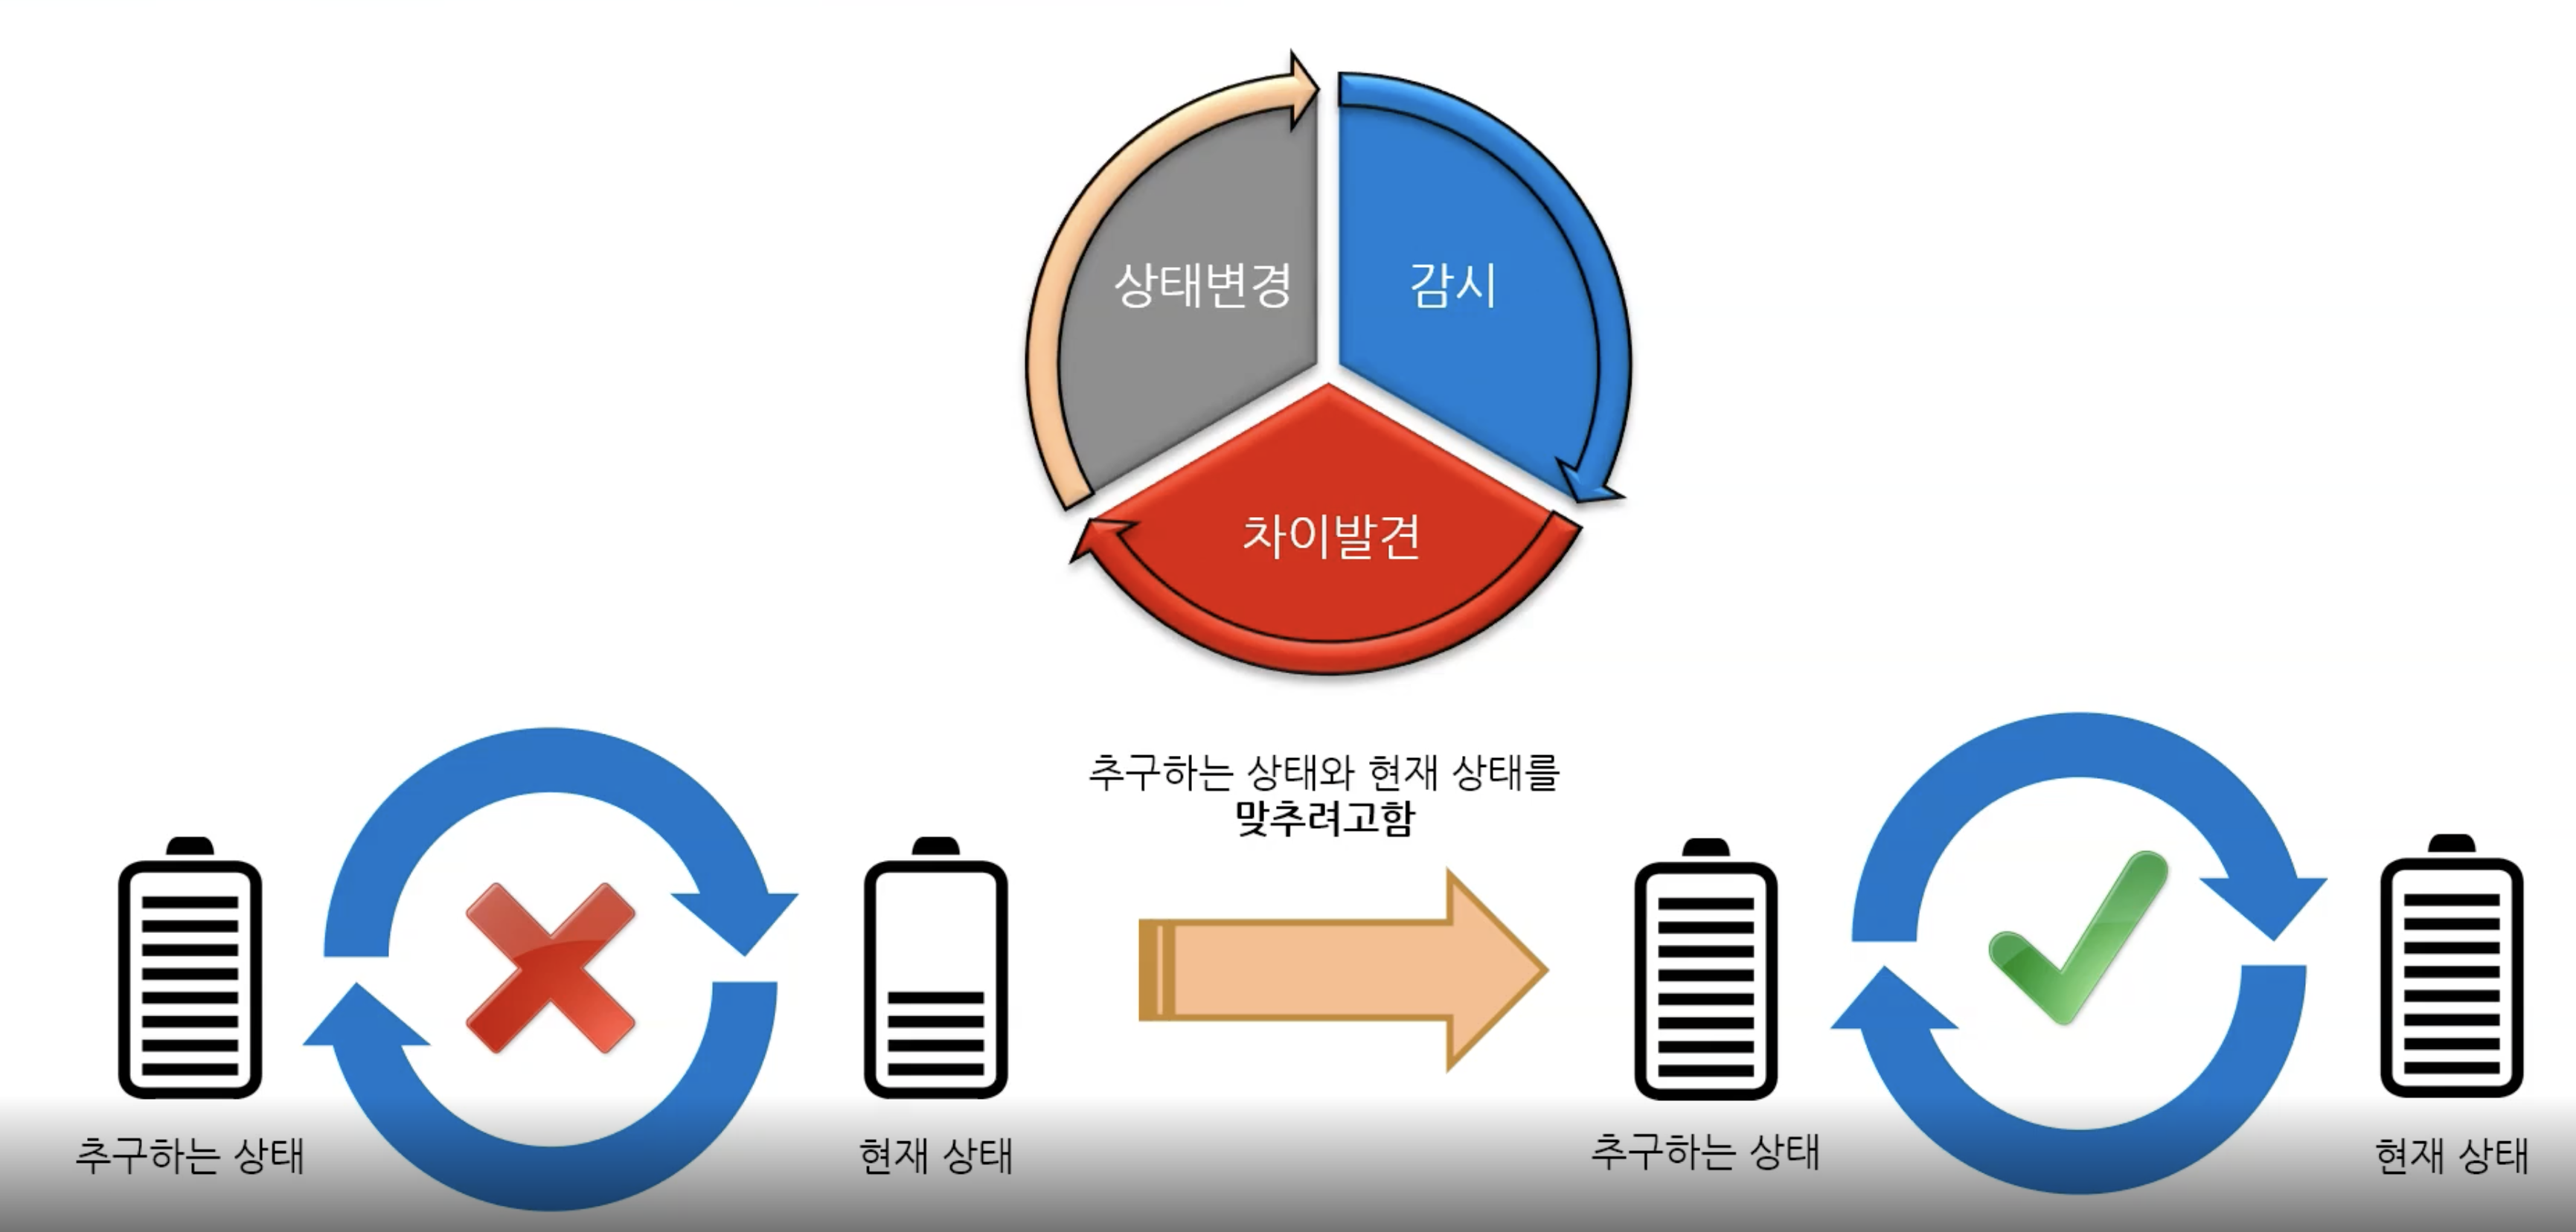 상태변경
감시
차이발견
추구하는 상태와 현재 상태를
맞추려고함
추구하는 상태
현재 상태
추구하는 상태
현재 상태